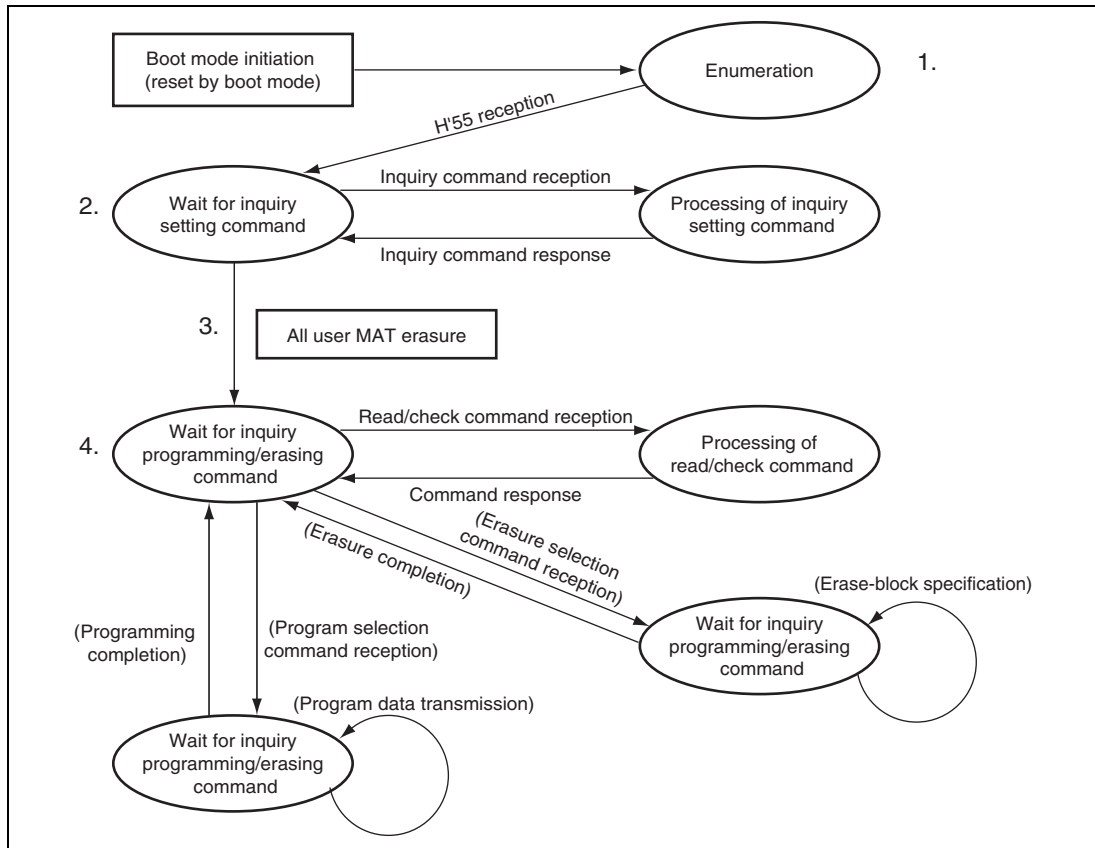 Boot mode initiation
(reset by boot mode)
Enumeration
1.
H'55 reception
2.
Wait for inquiry
setting command
Inquiry command reception
Processing of inquiry
setting command
Inquiry command response
3.
All user MAT erasure
4.
Wait for inquiry
programming/erasing
command
Read/check command reception
Processing of
read/check command
Command response
(Erasure selection
command reception)
(Erasure completion)
(Erase-block specification)
Wait for inquiry
programming/erasing
command
(Programming
completion)
(Program selection
command reception)
(Program data transmission)
Wait for inquiry
programming/erasing
command